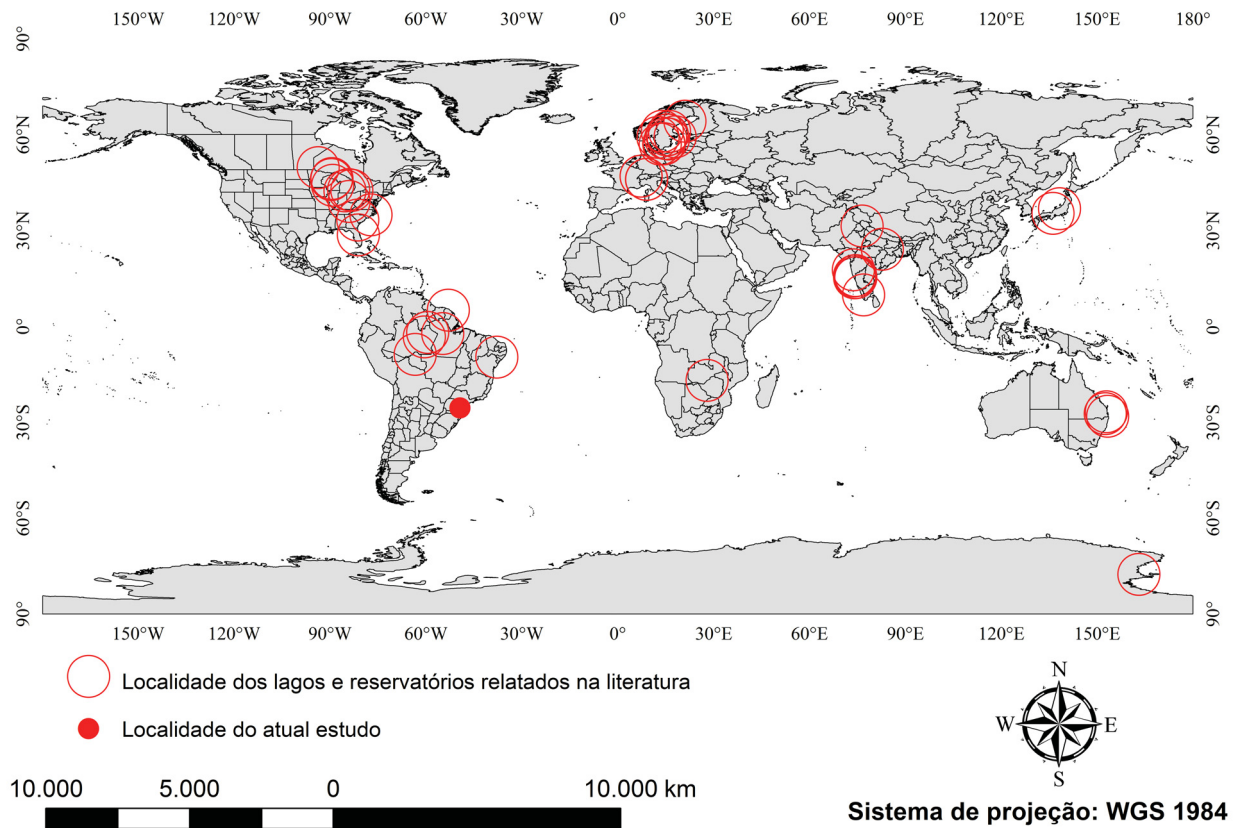 150°W 120°W 90°W 60°W 30°W 0° 30°E 60°E 90°E 120°E 150°E 180°
90° 90°
60°N 60°N
30°N 30°N
0° 0°
30°S 30°S
60°S 60°S
90° 90°
150°W 120°W 90°W 60°W 30°W 0° 30°E 60°E 90°E 120°E 150°E
Localidade dos lagos e reservatórios relatados na literatura
Localidade do atual estudo
N
W E
S
10.000 5.000 0 10.000 km
Sistema de projeção: WGS 1984